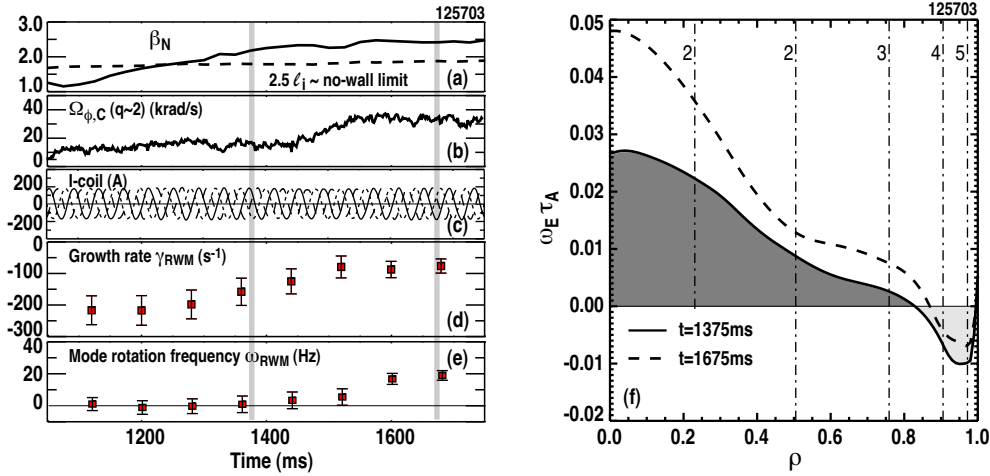 125703
3.0
2.0
1.0
β_N
2.5 ℓ_i ~ no-wall limit
(a)
40
20
0
Ω_ϕ,C (q~2) (krad/s)
(b)
200
0
-200
I-coil (A)
(c)
0
-100
-200
-300
Growth rate γ_RWM (s⁻¹)
(d)
40
20
0
Mode rotation frequency ω_RWM (Hz)
(e)
1200
1400
1600
Time (ms)
125703
0.05
0.04
0.03
0.02
0.01
0.00
-0.01
-0.02
ω_E τ_A
2
2
3
4
5
t=1375ms
t=1675ms
(f)
0.0
0.2
0.4
0.6
0.8
1.0
ρ